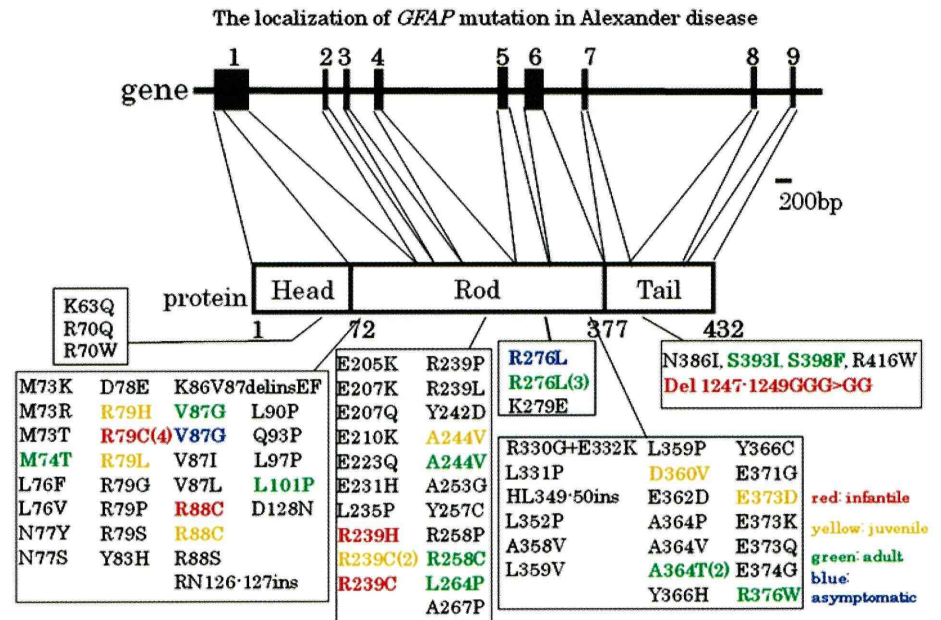 The localization of GFAP mutation in Alexander disease
1 2 3 4 5 6 7 8 9
gene
200bp
protein Head Rod Tail
1 72 377 432
K63Q
R70Q
R70W
M73K D78E K86V87delinsEF
M73R R79H V87G L90P
M73T R79C(4) V87G Q93P
M74T R79L V87I L97P
L76F R79G V87L L101P
L76V R79P R88C D128N
N77Y R79S R88C
N77S Y83H R88S
RN126-127ins
E205K R239P
E207K R239L
E207Q Y242D
E210K A244V
E223Q A244V
E231H A253G
L235P Y257C
R239H R258P
R239C(2) R258C
R239C L264P
A267P
R276L
R276L(3)
K279E
N386I, S393I, S398F, R416W
Del 1247-1249GGG>GG
R330G+E332K L359P Y366C
L331P D360V E371G
HL349-50ins E362D E373D
L352P A364P E373K
A358V A364V E373Q
L359V A364T(2) E374G
Y366H R376W
red: infantile
yellow: juvenile
green: adult
blue:
asymptomatic